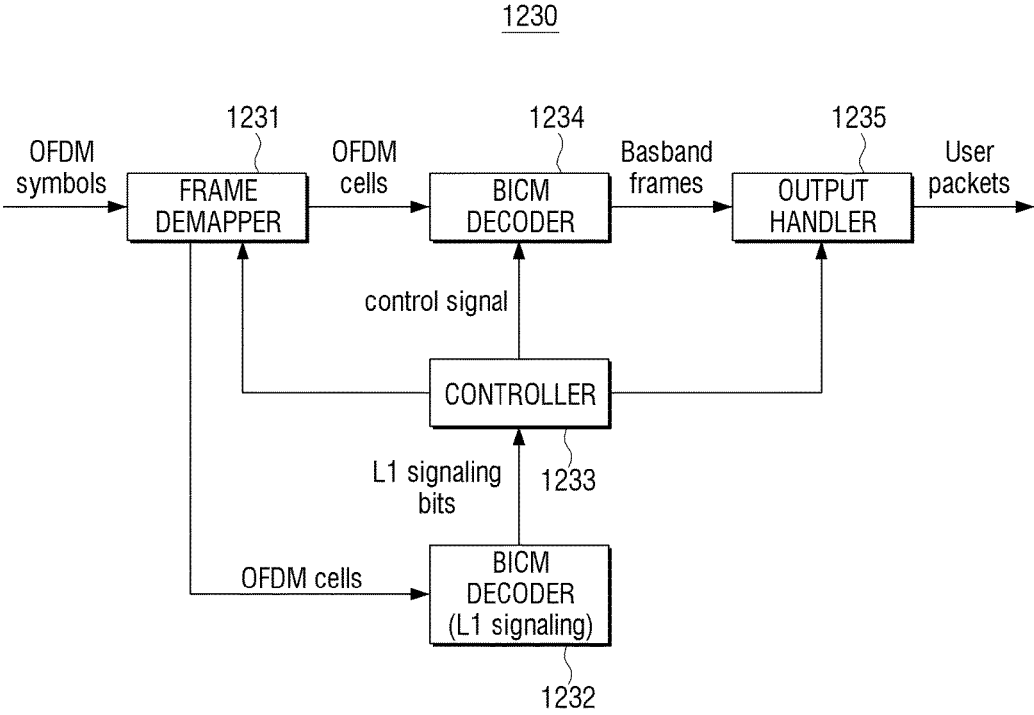 1230
1231
1234
1235
OFDM
symbols
OFDM
cells
Basband
frames
User
packets
FRAME
DEMAPPER
BICM
DECODER
OUTPUT
HANDLER
control signal
CONTROLLER
1233
L1 signaling
bits
OFDM cells
BICM
DECODER
(L1 signaling)
1232